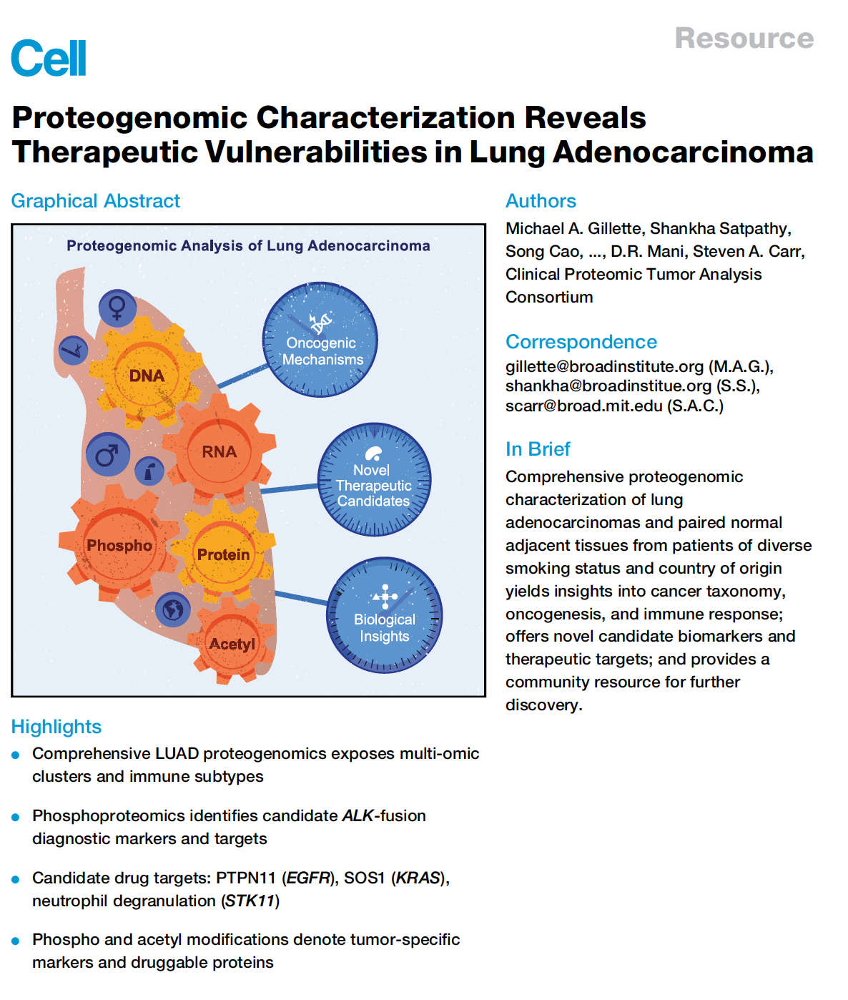 Resource
Cell
Proteogenomic Characterization Reveals
Therapeutic Vulnerabilities in Lung Adenocarcinoma
Graphical Abstract
Proteogenomic Analysis of Lung Adenocarcinoma
DNA
RNA
Phospho
Protein
Acetyl
Oncogenic
Mechanisms
Novel
Therapeutic
Candidates
Biological
Insights
Highlights
Comprehensive LUAD proteogenomics exposes multi-omic
clusters and immune subtypes
Phosphoproteomics identifies candidate ALK-fusion
diagnostic markers and targets
Candidate drug targets: PTPN11 (EGFR), SOS1 (KRAS),
neutrophil degranulation (STK11)
Phospho and acetyl modifications denote tumor-specific
markers and druggable proteins
Authors
Michael A. Gillette, Shankha Satpathy,
Song Cao, ..., D.R. Mani, Steven A. Carr,
Clinical Proteomic Tumor Analysis
Consortium
Correspondence
gillette@broadinstitute.org (M.A.G.),
shankha@broadinstitue.org (S.S.),
scarr@broad.mit.edu (S.A.C.)
In Brief
Comprehensive proteogenomic
characterization of lung
adenocarcinomas and paired normal
adjacent tissues from patients of diverse
smoking status and country of origin
yields insights into cancer taxonomy,
oncogenesis, and immune response;
offers novel candidate biomarkers and
therapeutic targets; and provides a
community resource for further
discovery.